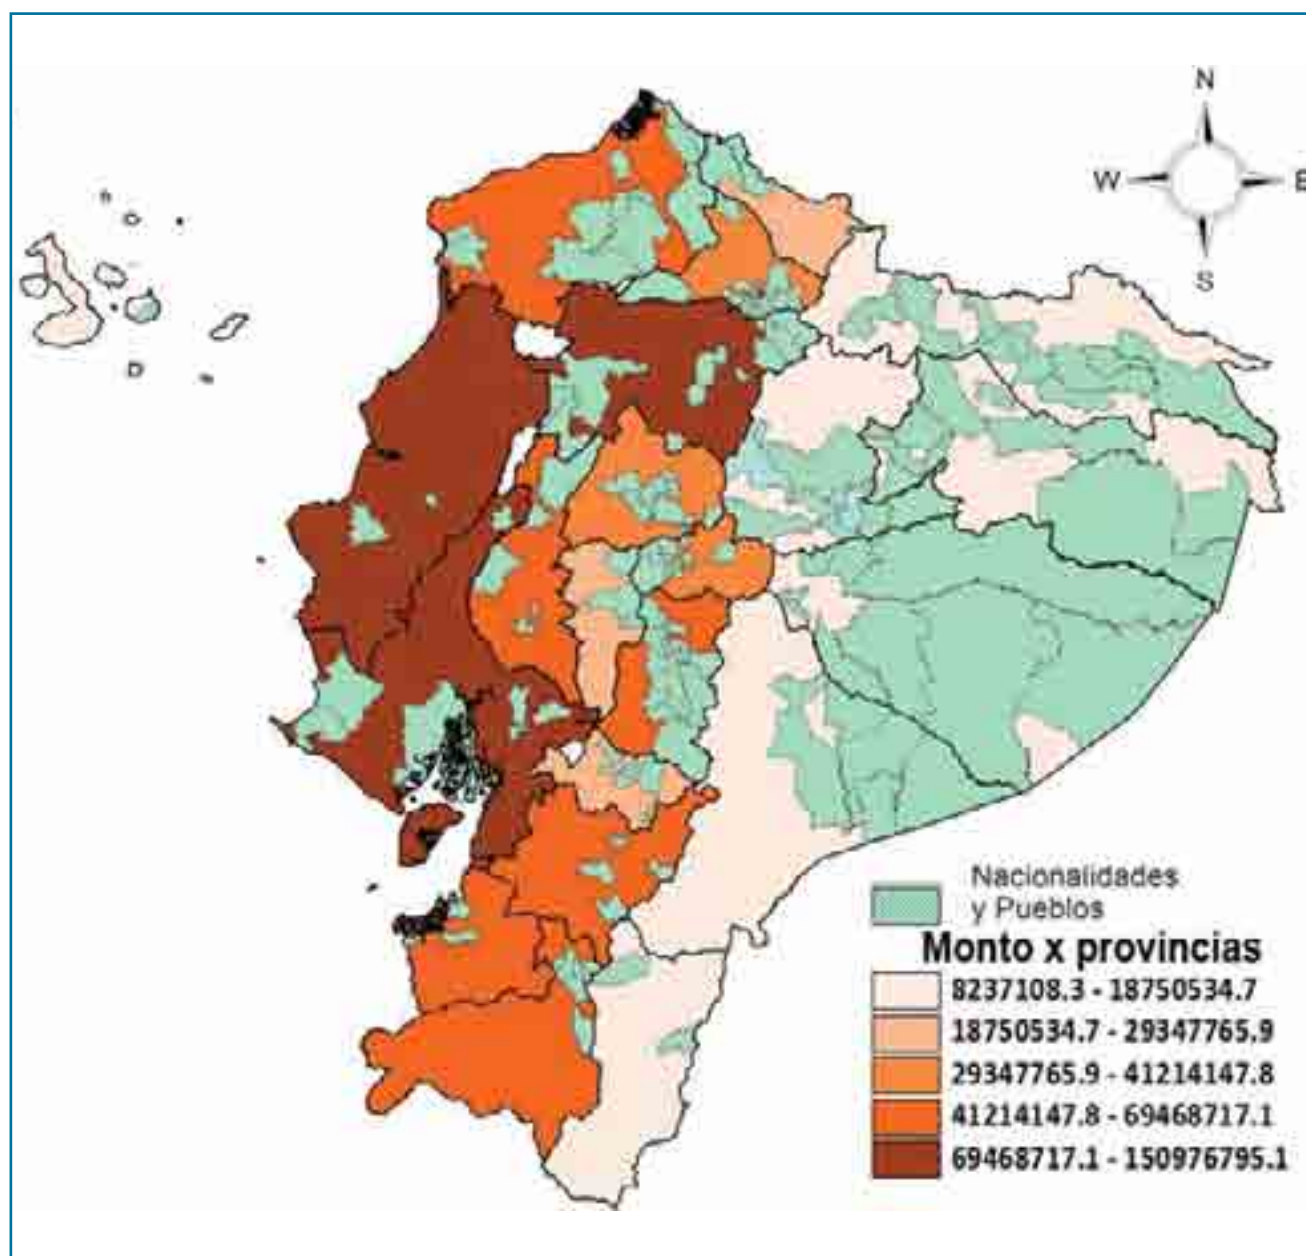 N
W
E
S
Nacionalidades
y Pueblos
Monto x provincias
8237108.3 - 18750534.7
18750534.7 - 29347765.9
29347765.9 - 41214147.8
41214147.8 - 69468717.1
69468717.1 - 150976795.1